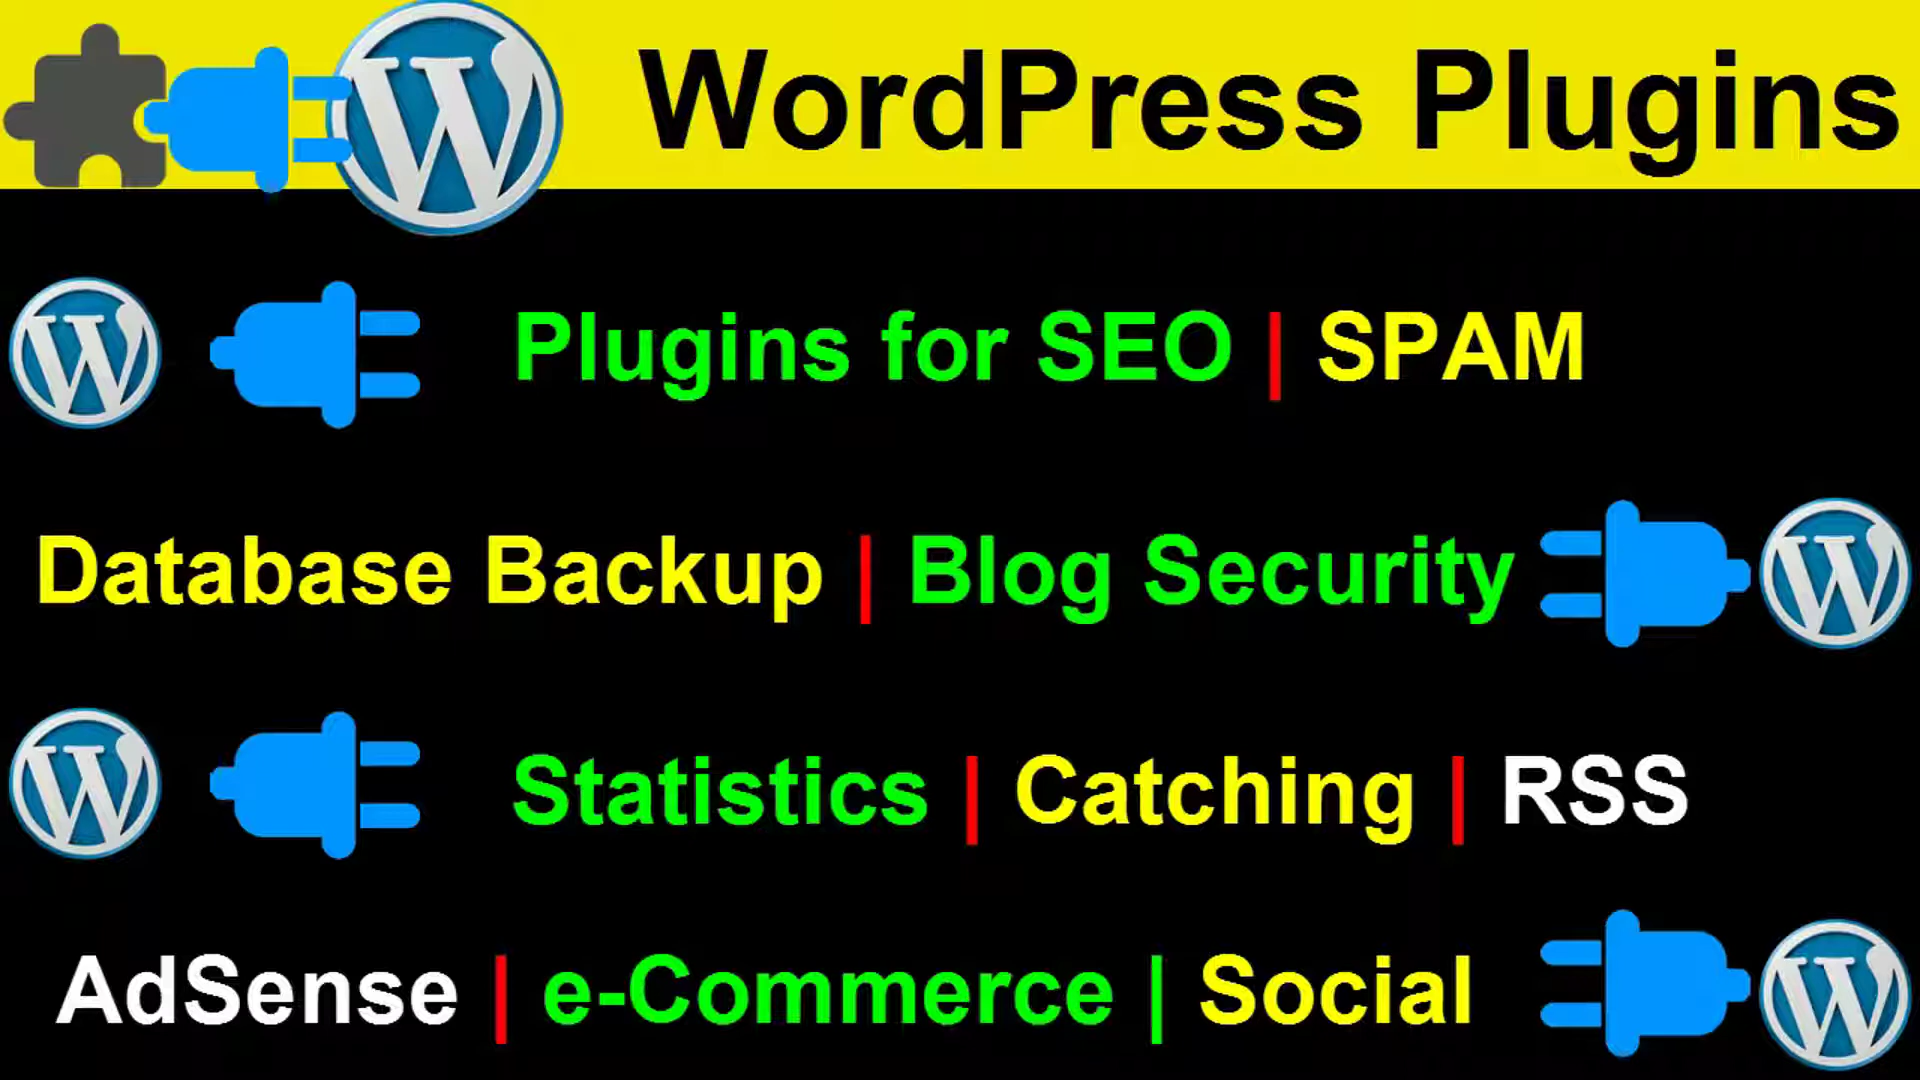 WordPress Plugins
Plugins for SEO | SPAM
Database Backup | Blog Security
Statistics | Catching | RSS
AdSense | e-Commerce | Social